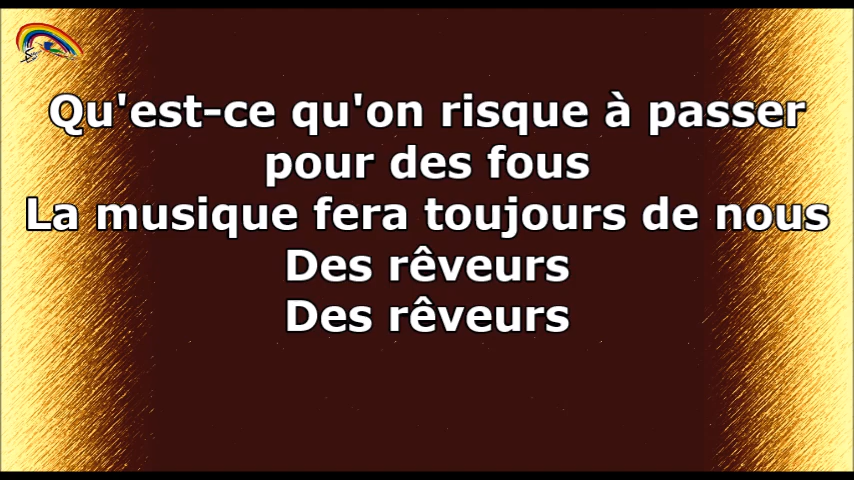 Qu'est-ce qu'on risque à passer
pour des fous
La musique fera toujours de nous
Des rêveurs
Des rêveurs